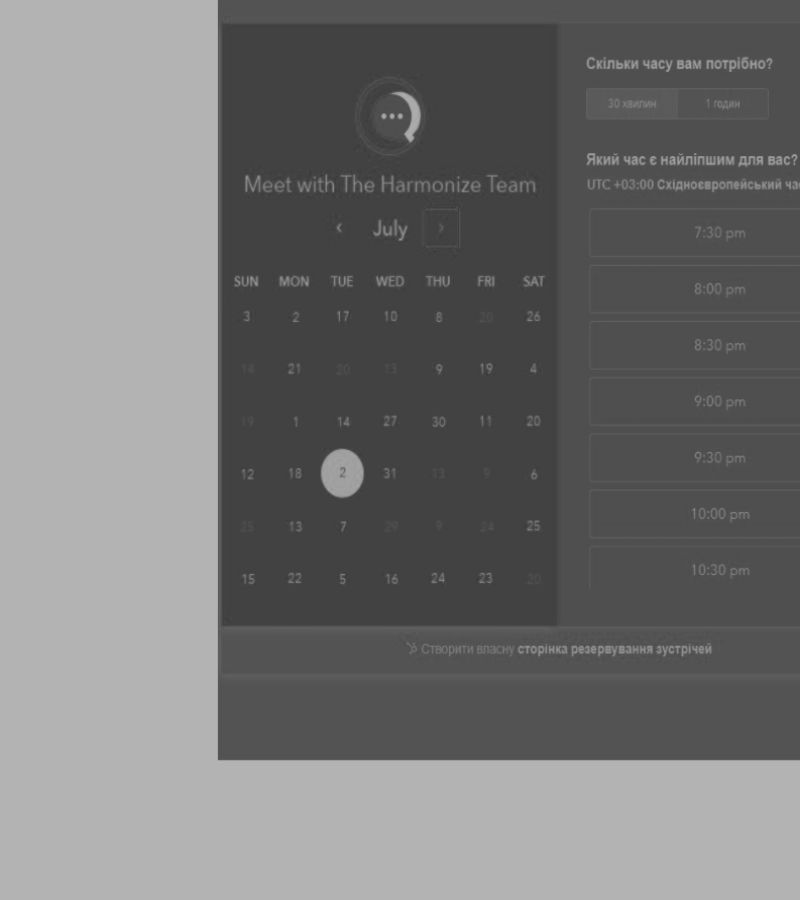 Meet with The Harmonize Team
July
SUN MON TUE WED THU FRI SAT
3 2 17 10 8 20 26
14 21 20 13 9 19 4
19 1 14 27 30 11 20
12 18 2 31 13 9 6
25 13 7 29 9 24 25
15 22 5 16 24 23 20
Скільки часу вам потрібно?
30 хвилин 1 годин
Який час є найліпшим для вас?
UTC +03:00 Східноєвропейський
7:30 pm
8:00 pm
8:30 pm
9:00 pm
9:30 pm
10:00 pm
10:30 pm
Створити власну сторінка резервування зустрічей